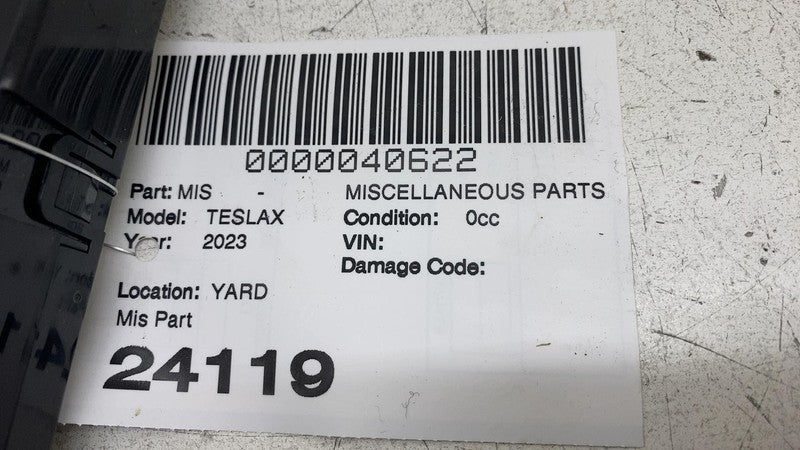 0000040622
Part: MIS - MISCELLANEOUS PARTS
Model: TESLAX Condition: 0cc
Year: 2023 VIN:
Damage Code:
Location: YARD
Mis Part
24119